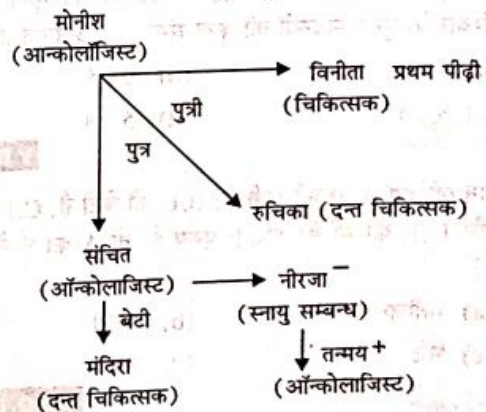 मोनीश
(आन्कोलॉजिस्ट)
विनीता प्रथम पीढ़ी
(चिकित्सक)
पुत्री
पुत्र
रुचिका (दन्त चिकित्सक)
संचित
(ऑन्कोलाजिस्ट)
नीरजा −
(स्नायु सम्बन्ध)
बेटी
तन्मय +
(ऑन्कोलाजिस्ट)
मंदिरा
(दन्त चिकित्सक)